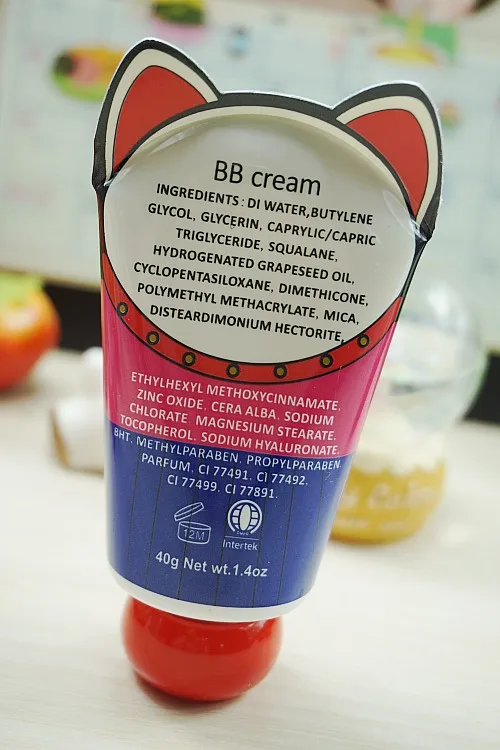 BB cream
INGREDIENTS : DI WATER,BUTYLENE
GLYCOL, GLYCERIN, CAPRYLIC/CAPRIC
TRIGLYCERIDE, SQUALANE,
HYDROGENATED GRAPESEED OIL,
CYCLOPENTASILOXANE, DIMETHICONE,
POLYMETHYL METHACRYLATE, MICA,
DISTEARDIMONIUM HECTORITE,
ETHYLHEXYL METHOXYCINNAMATE,
ZINC OXIDE, CERA ALBA, SODIUM
CHLORATE MAGNESIUM STEARATE,
TOCOPHEROL, SODIUM HYALURONATE,
BHT, METHYLPARABEN, PROPYLPARABEN,
PARFUM, CI 77491, CI 77492,
CI 77499, CI 77891,
12M
Intertek
40g Net wt.1.4oz